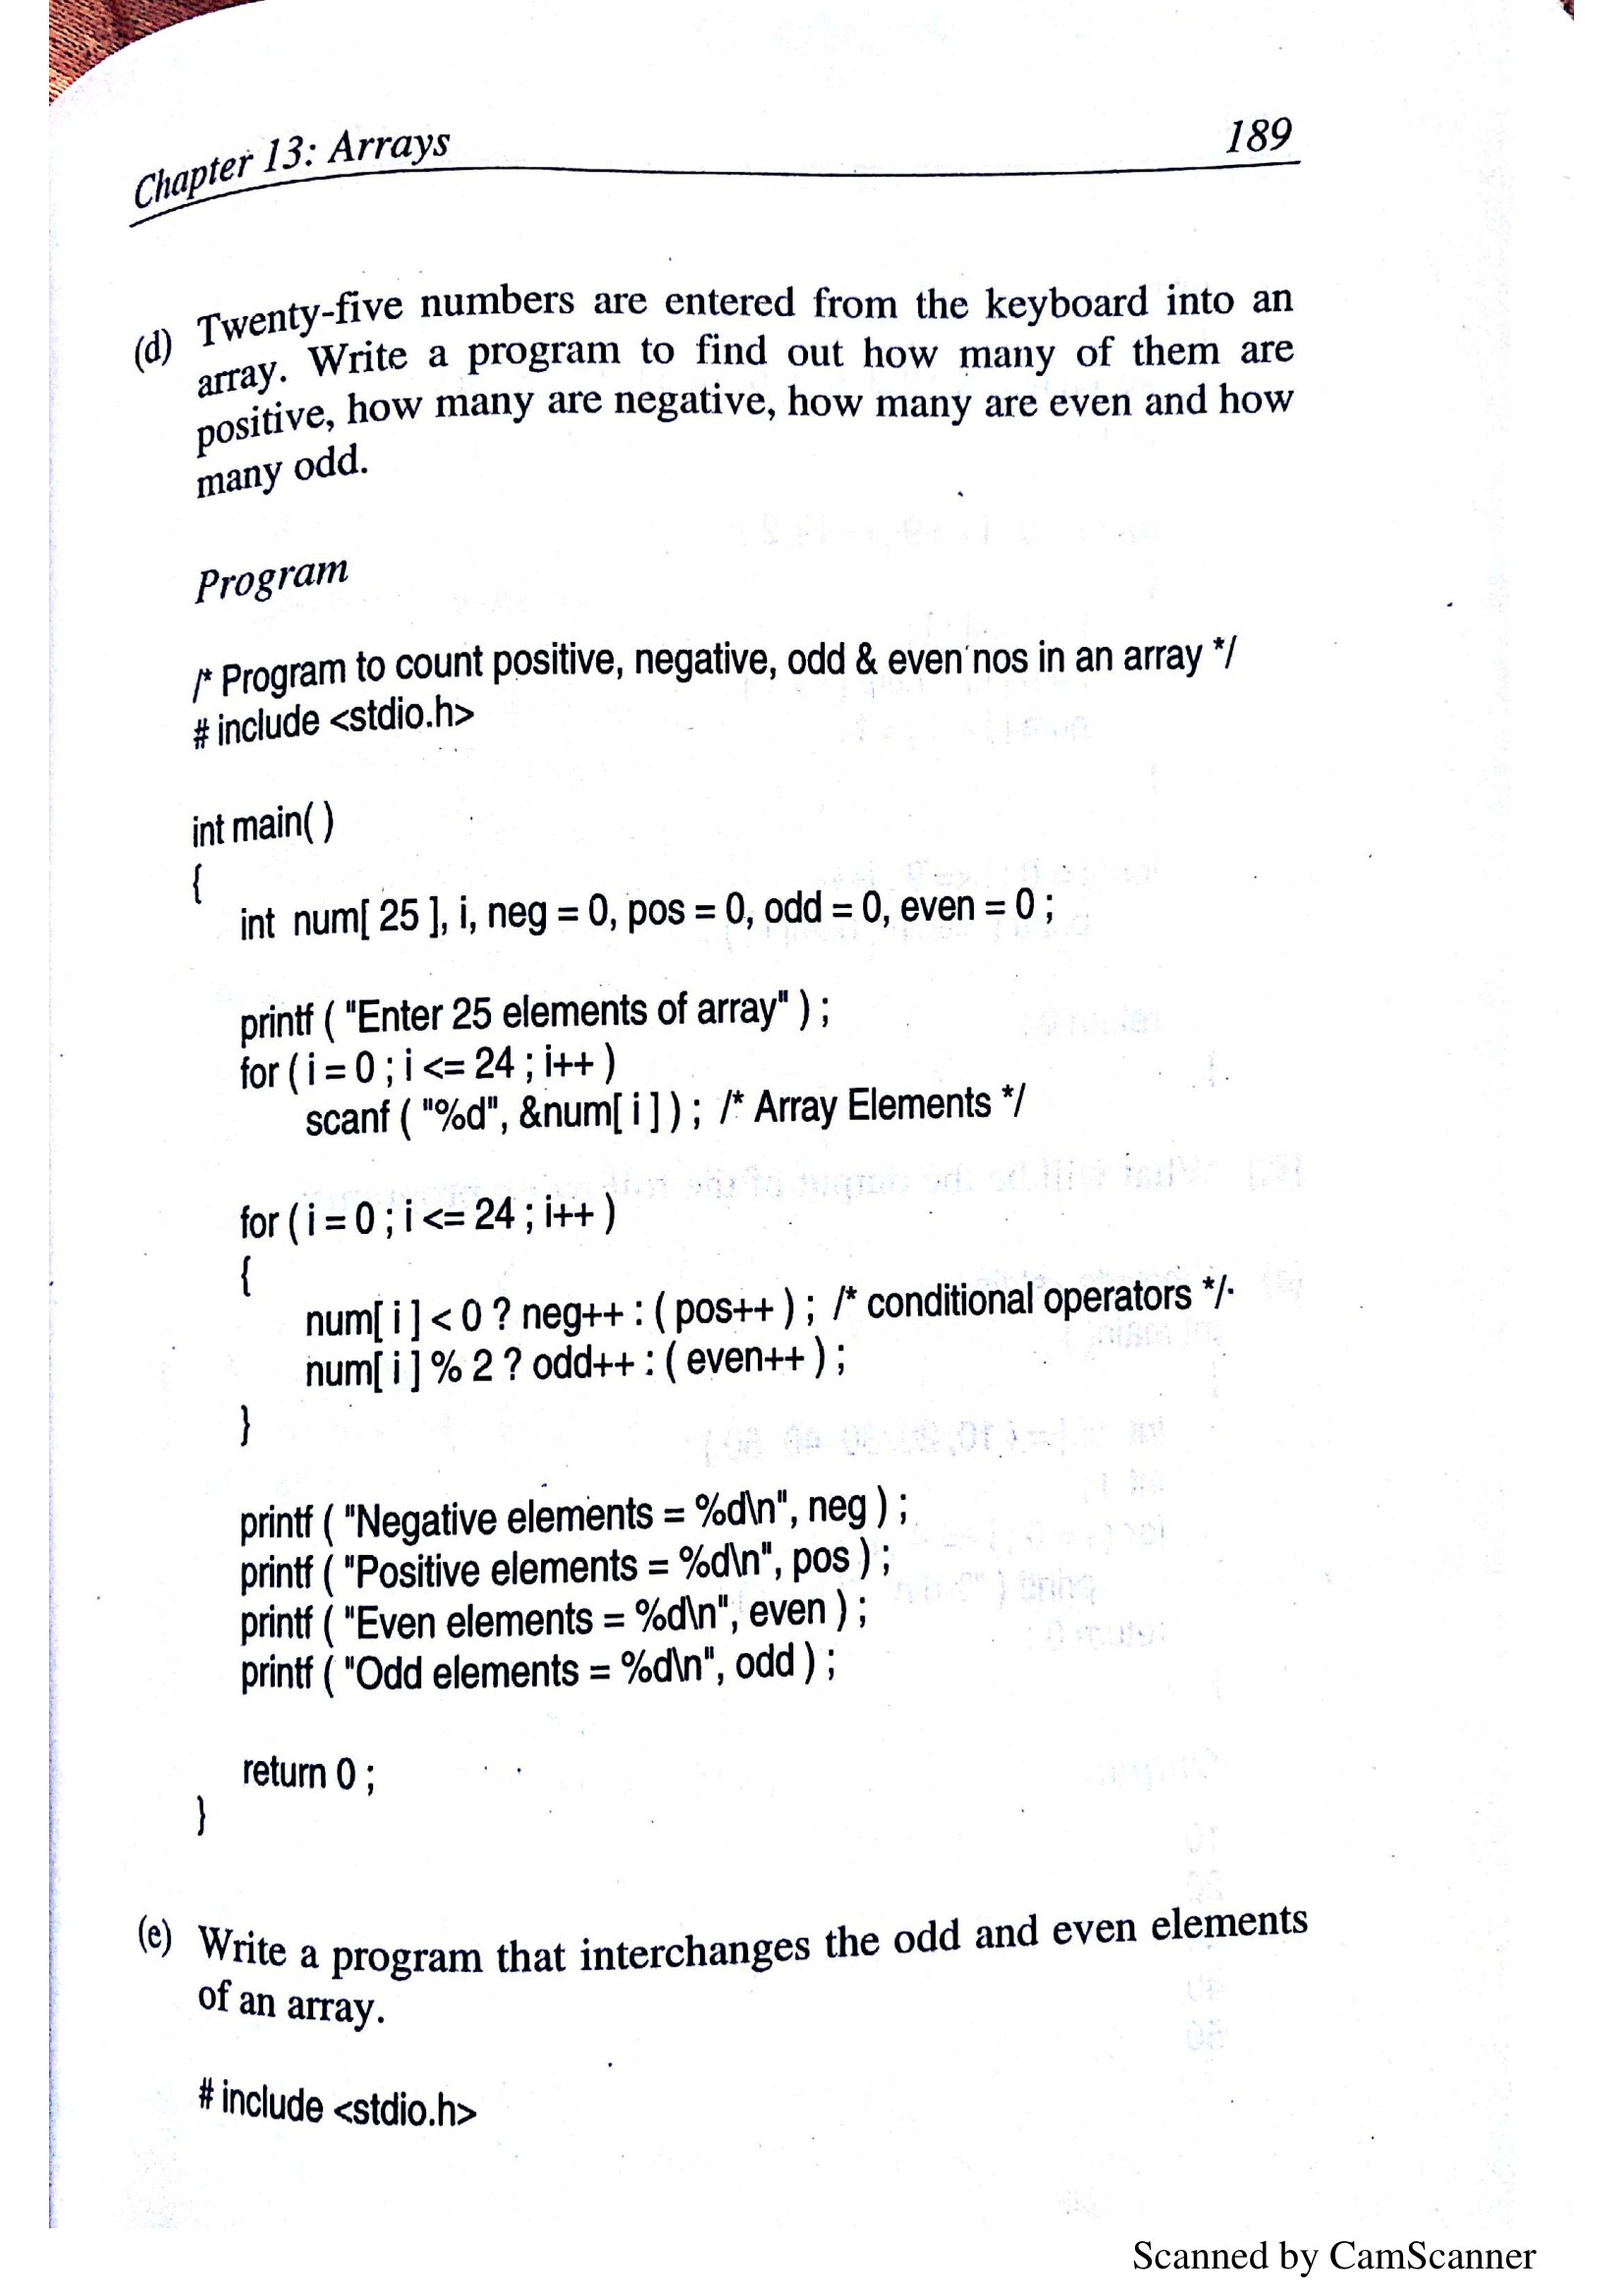 Chapter 13: Arrays 189
(d) Twenty-five numbers are entered from the keyboard into an
array. Write a program to find out how many of them are
positive, how many are negative, how many are even and how
many odd.
Program
/* Program to count positive, negative, odd & even nos in an array */
# include <stdio.h>
int main( )
{
int num[ 25 ], i, neg = 0, pos = 0, odd = 0, even = 0 ;
printf ( "Enter 25 elements of array" ) ;
for ( i = 0 ; i <= 24 ; i++ )
scanf ( "%d", &num[ i ] ) ; /* Array Elements */
for ( i = 0 ; i <= 24 ; i++ )
{
num[ i ] < 0 ? neg++ : ( pos++ ) ; /* conditional operators */
num[ i ] % 2 ? odd++ : ( even++ ) ;
}
printf ( "Negative elements = %d\n", neg ) ;
printf ( "Positive elements = %d\n", pos ) ;
printf ( "Even elements = %d\n", even ) ;
printf ( "Odd elements = %d\n", odd ) ;
return 0 ;
}
(e) Write a program that interchanges the odd and even elements
of an array.
# include <stdio.h>
Scanned by CamScanner